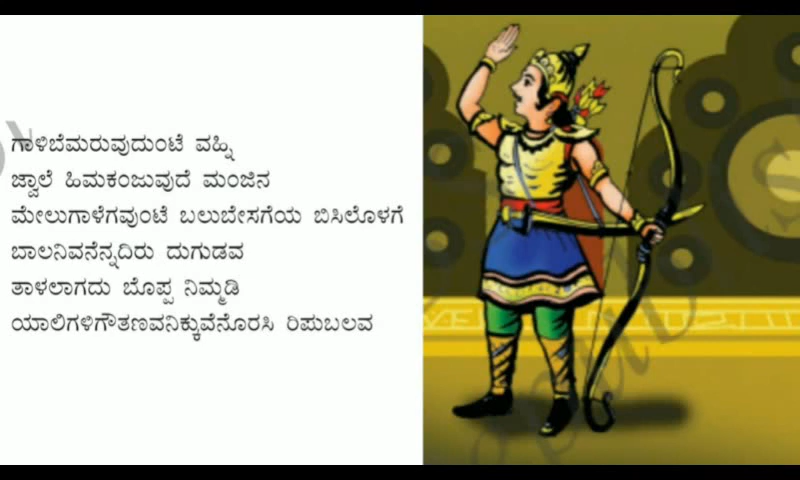 ಗಾಳಿಬೆಮರುವುದುಂಟೆ ವಹ್ನಿ
ಜ್ವಾಲೆ ಹಿಮಕಂಜುವುದೆ ಮಂಜಿನ
ಮೇಲುಗಾಳೆಗವುಂಟೆ ಬಲುಬೇಸಗೆಯ ಬಿಸಿಲೊಳಗೆ
ಬಾಲನಿವನೆನ್ನದಿರು ದುಗುಡವ
ತಾಳಲಾಗದು ಬೊಪ್ಪ ನಿಮ್ಮಡಿ
ಯಾಲಿಗಳಿಗೌತಣವನಿಕ್ಕುವೆನೊರಸಿ ರಿಪುಬಲವ